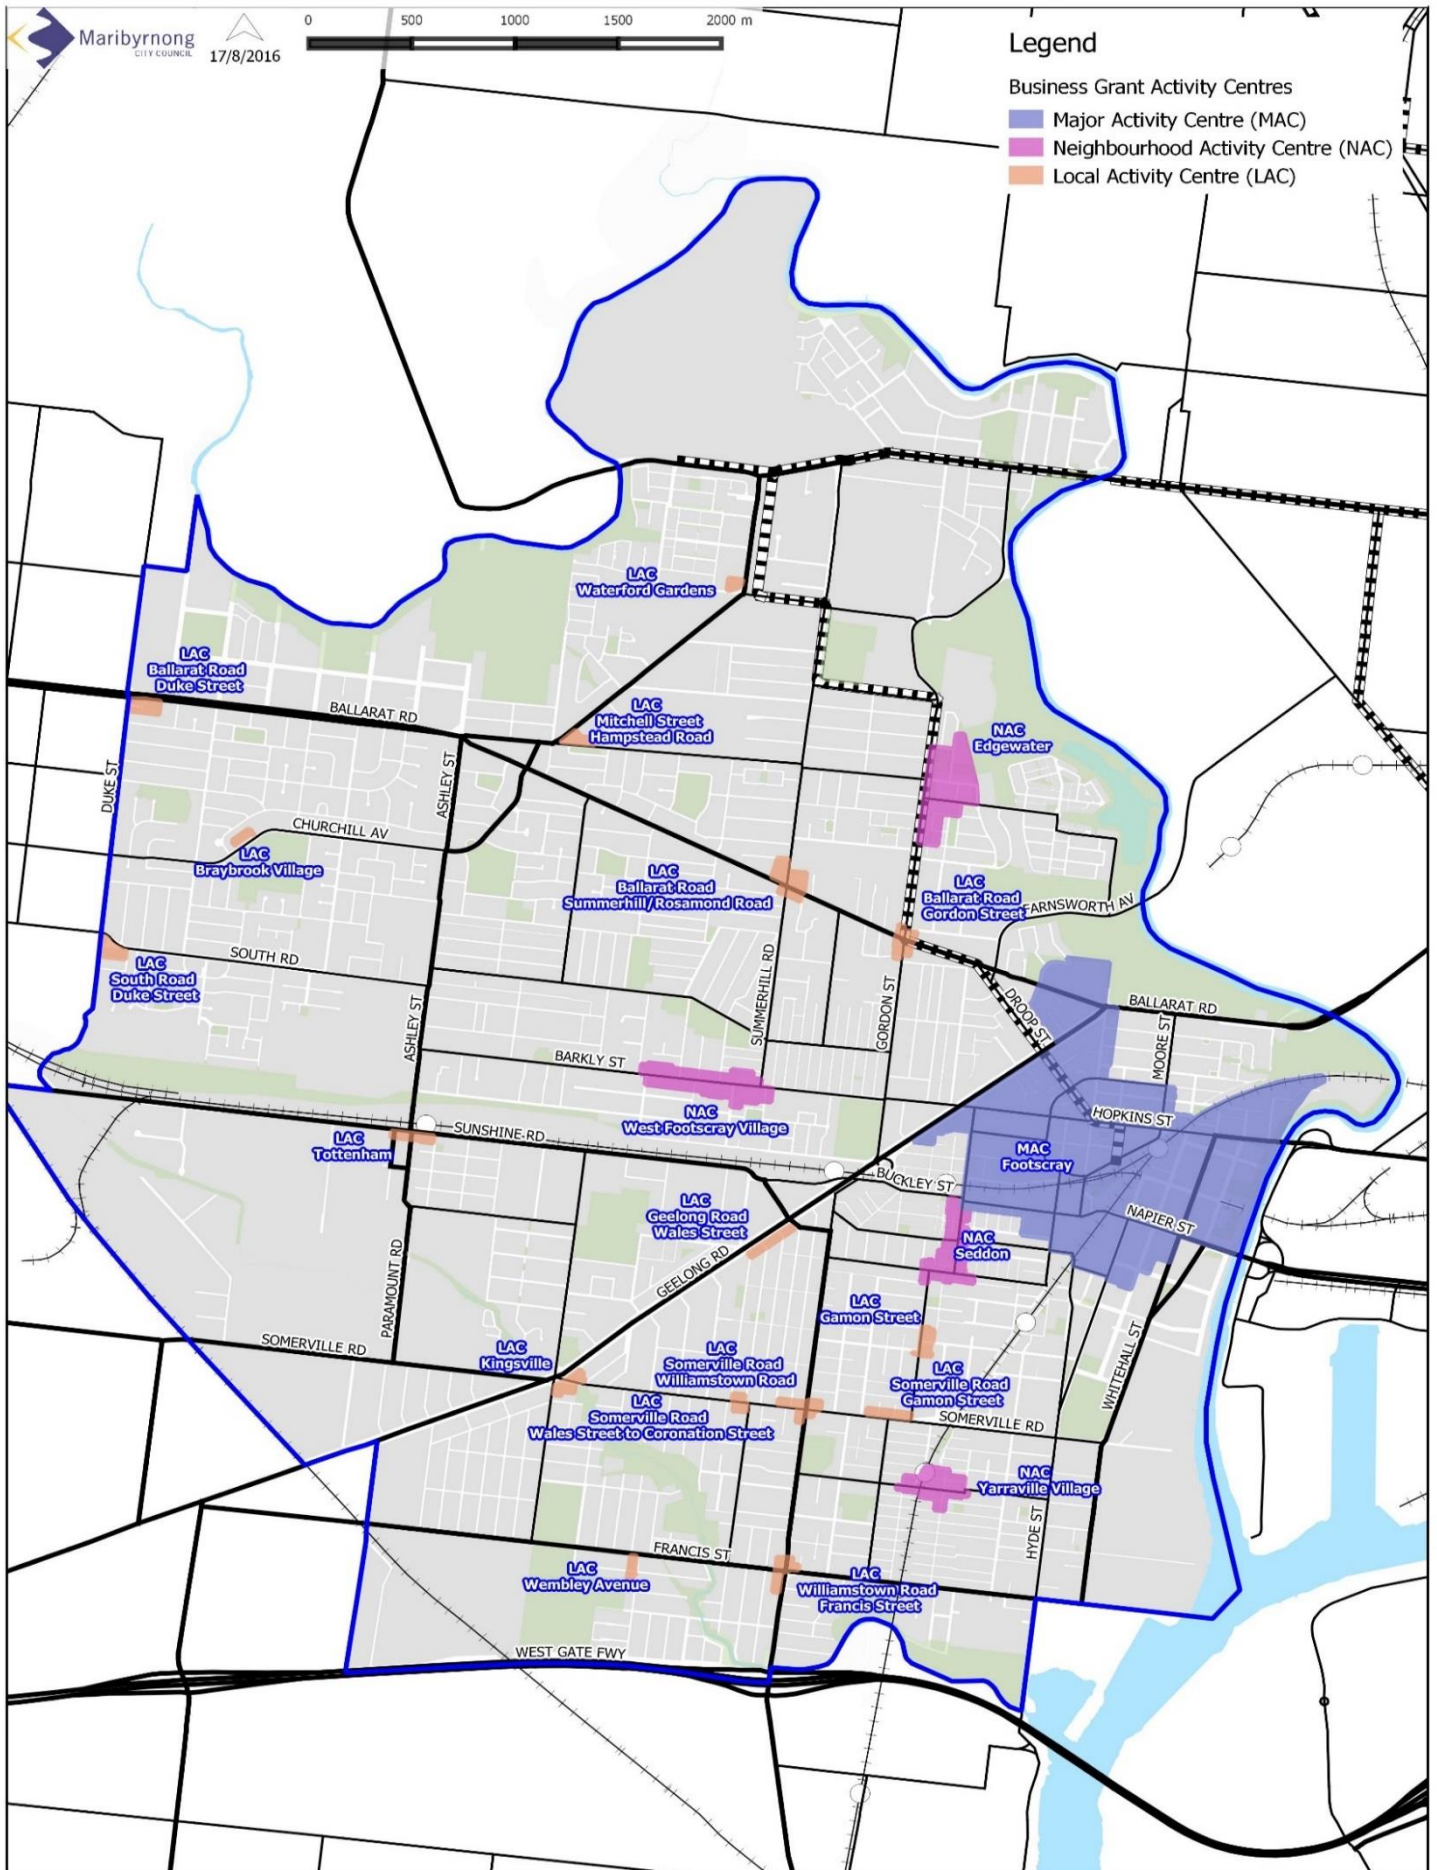 Maribyrnong
CITY COUNCIL
17/8/2016
0 500 1000 1500 2000 m
Legend
Business Grant Activity Centres
Major Activity Centre (MAC)
Neighbourhood Activity Centre (NAC)
Local Activity Centre (LAC)
LAC
Waterford Gardens
LAC
Ballarat Road
Duke Street
BALLARAT RD
LAC
Mitchell Street
Hampstead Road
NAC
Edgewater
DUKE ST
ASHLEY ST
CHURCHILL AV
LAC
Braybrook Village
LAC
Ballarat Road
Summerhill/Rosamond Road
LAC
Ballarat Road
Gordon Street
FARNSWORTH AV
SOUTH RD
LAC
South Road
Duke Street
ASHLEY ST
SUMMERHILL RD
GORDON ST
DROOP ST
BALLARAT RD
MOORE ST
BARKLY ST
NAC
West Footscray Village
HOPKINS ST
SUNSHINE RD
LAC
Tottenham
MAC
Footscray
BUCKLEY ST
NAPIER ST
LAC
Geelong Road
Wales Street
NAC
Seddon
GEELONG RD
PARAMOUNT RD
LAC
Gamon Street
SOMERVILLE RD
LAC
Kingsville
LAC
Somerville Road
Williamstown Road
LAC
Somerville Road
Gamon Street
WHITEHALL ST
LAC
Somerville Road
Wales Street to Coronation Street
SOMERVILLE RD
NAC
Yarraville Village
HYDE ST
FRANCIS ST
LAC
Wembley Avenue
LAC
Williamstown Road
Francis Street
WEST GATE FWY